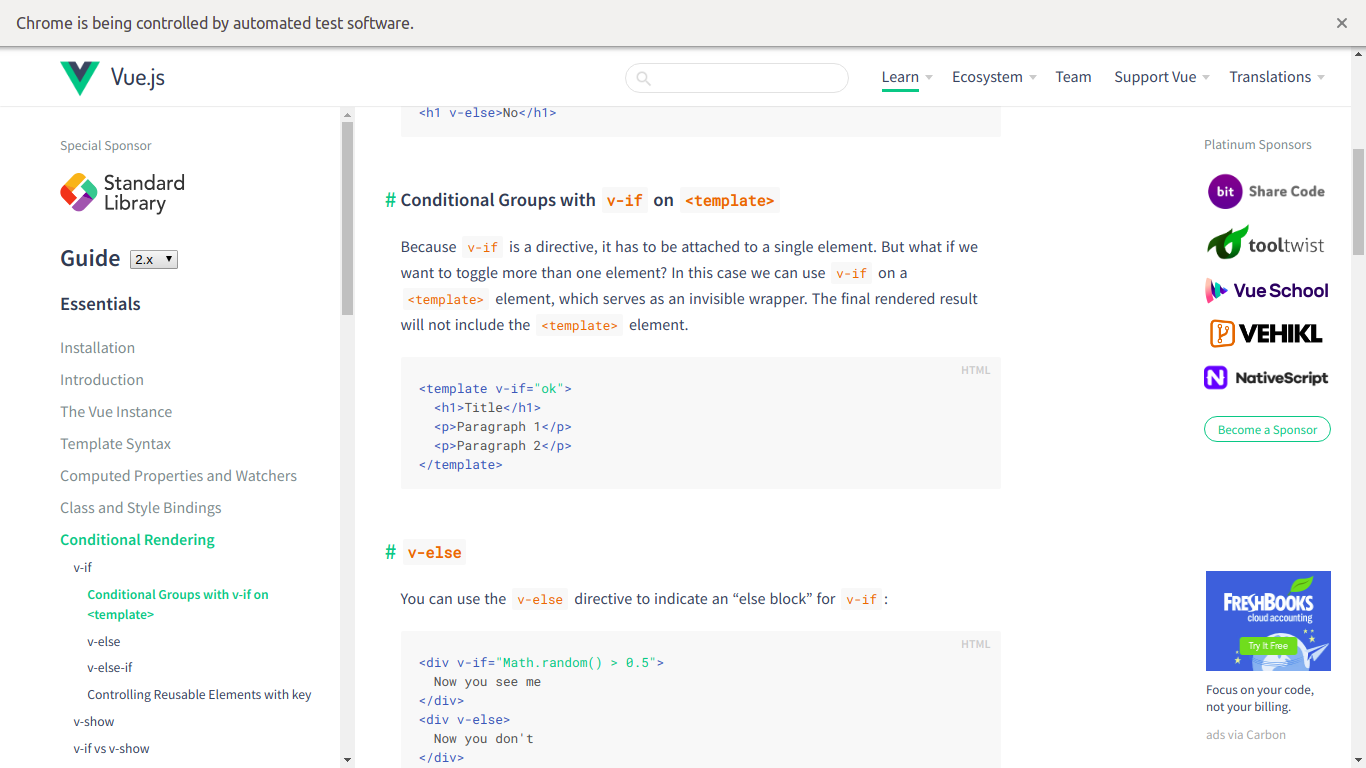 Chrome is being controlled by automated test software.
Vue.js
Learn
Ecosystem
Team
Support Vue
Translations
Special Sponsor
Standard
Library
Guide 2.x
Essentials
Installation
Introduction
The Vue Instance
Template Syntax
Computed Properties and Watchers
Class and Style Bindings
Conditional Rendering
v-if
Conditional Groups with v-if on
<template>
v-else
v-else-if
Controlling Reusable Elements with key
v-show
v-if vs v-show
<h1 v-else>No</h1>
# Conditional Groups with v-if on <template>
Because v-if is a directive, it has to be attached to a single element. But what if we
want to toggle more than one element? In this case we can use v-if on a
<template> element, which serves as an invisible wrapper. The final rendered result
will not include the <template> element.
HTML
<template v-if="ok">
  <h1>Title</h1>
  <p>Paragraph 1</p>
  <p>Paragraph 2</p>
</template>
# v-else
You can use the v-else directive to indicate an “else block” for v-if :
HTML
<div v-if="Math.random() > 0.5">
  Now you see me
</div>
<div v-else>
  Now you don't
</div>
Platinum Sponsors
bit Share Code
tooltwist
Vue School
VEHIKL
NativeScript
Become a Sponsor
FRESHBOOKS
cloud accounting
Try It Free
Focus on your code,
not your billing.
ads via Carbon